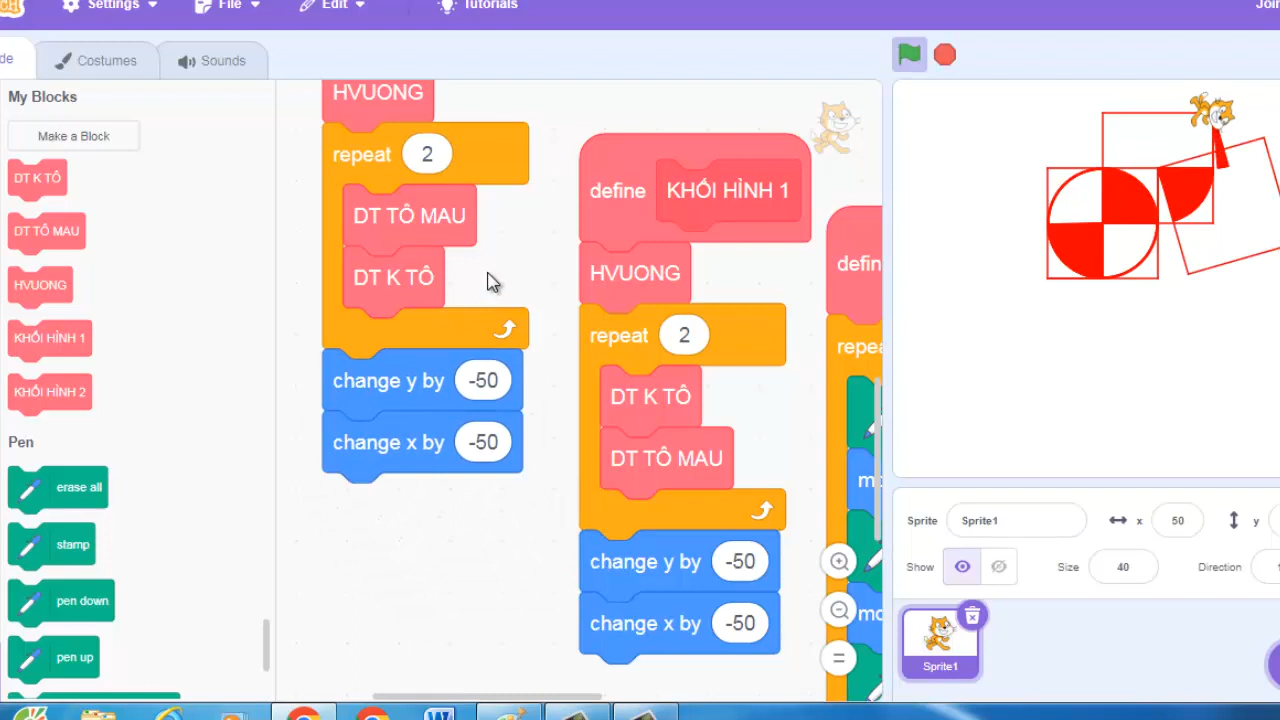 Settings File Edit Tutorials
Costumes Sounds
My Blocks
Make a Block
DT K TÔ
DT TÔ MAU
HVUONG
KHỐI HÌNH 1
KHỐI HÌNH 2
Pen
erase all
stamp
pen down
pen up
HVUONG
repeat 2
DT TÔ MAU
DT K TÔ
change y by -50
change x by -50
define KHỐI HÌNH 1
HVUONG
repeat 2
DT K TÔ
DT TÔ MAU
change y by -50
change x by -50
Sprite Sprite1 x 50 y
Show Size 40 Direction
Sprite1